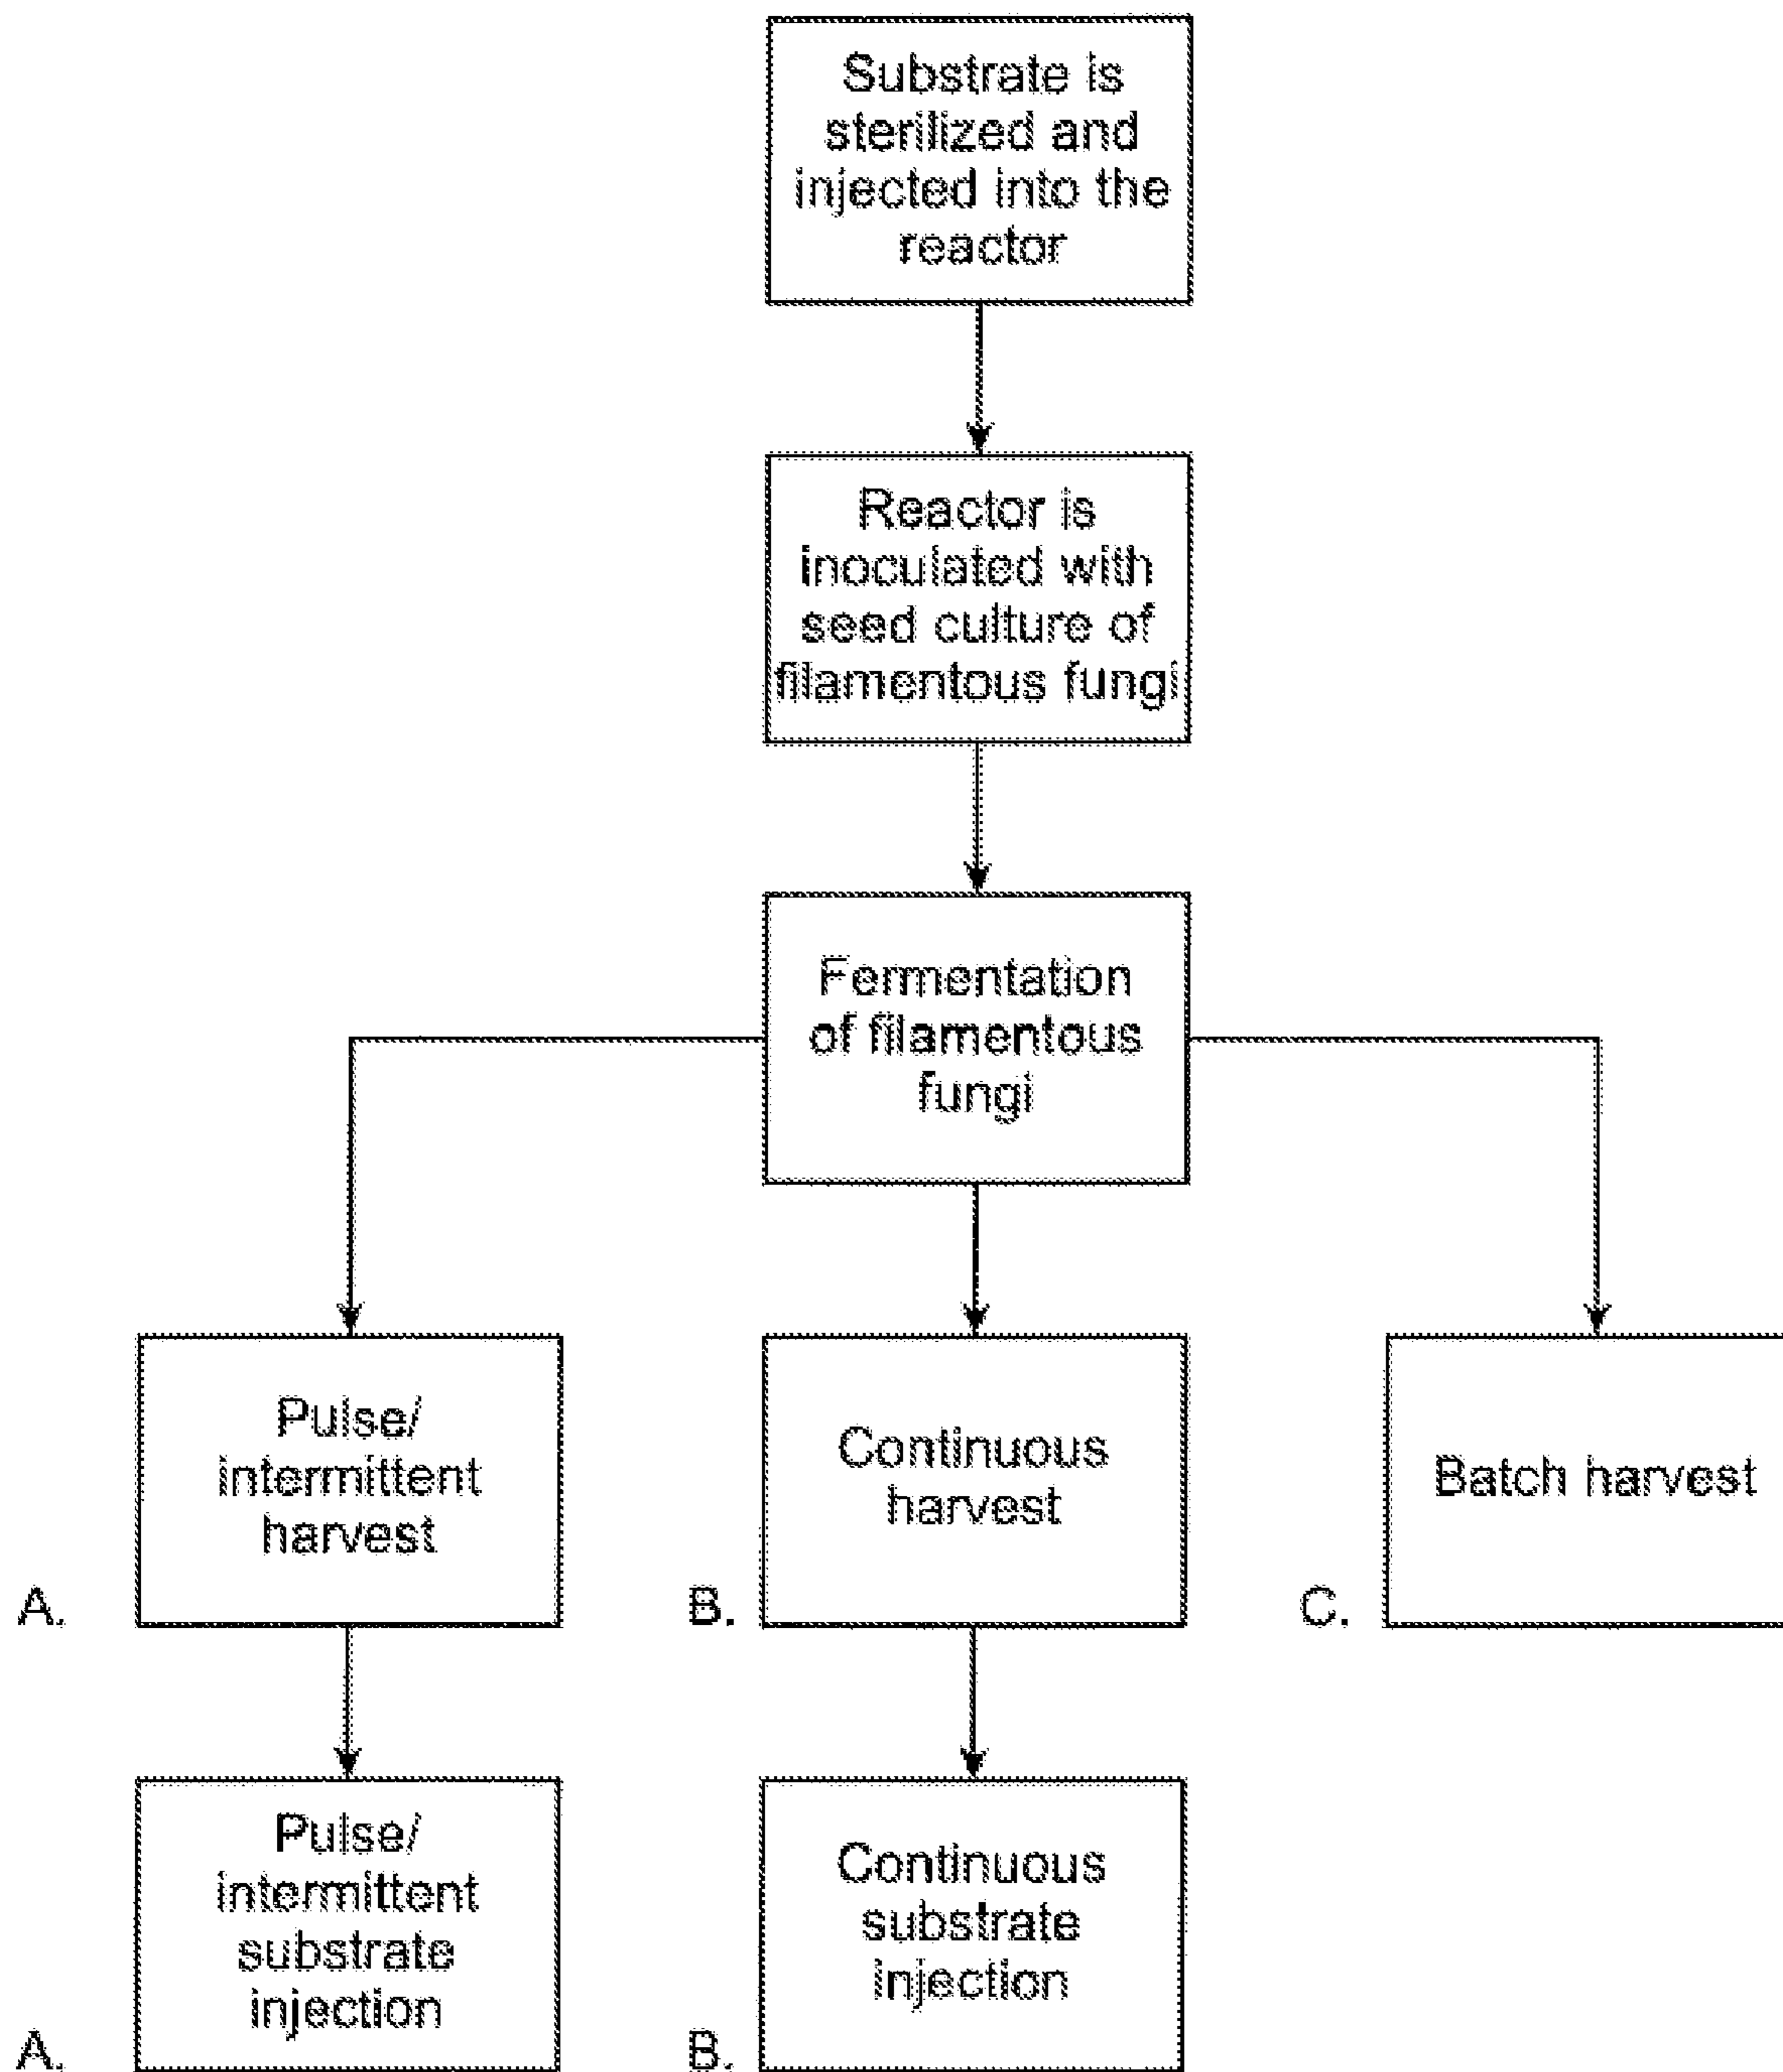 Substrate is
sterilized and
injected into the
reactor
Reactor is
inoculated with
seed culture of
filamentous fungi
Fermentation
of filamentous
fungi
Pulse/
intermittent
harvest
A.
Continuous
harvest
B.
Batch harvest
C.
Pulse/
intermittent
substrate
injection
A.
Continuous
substrate
injection
B.